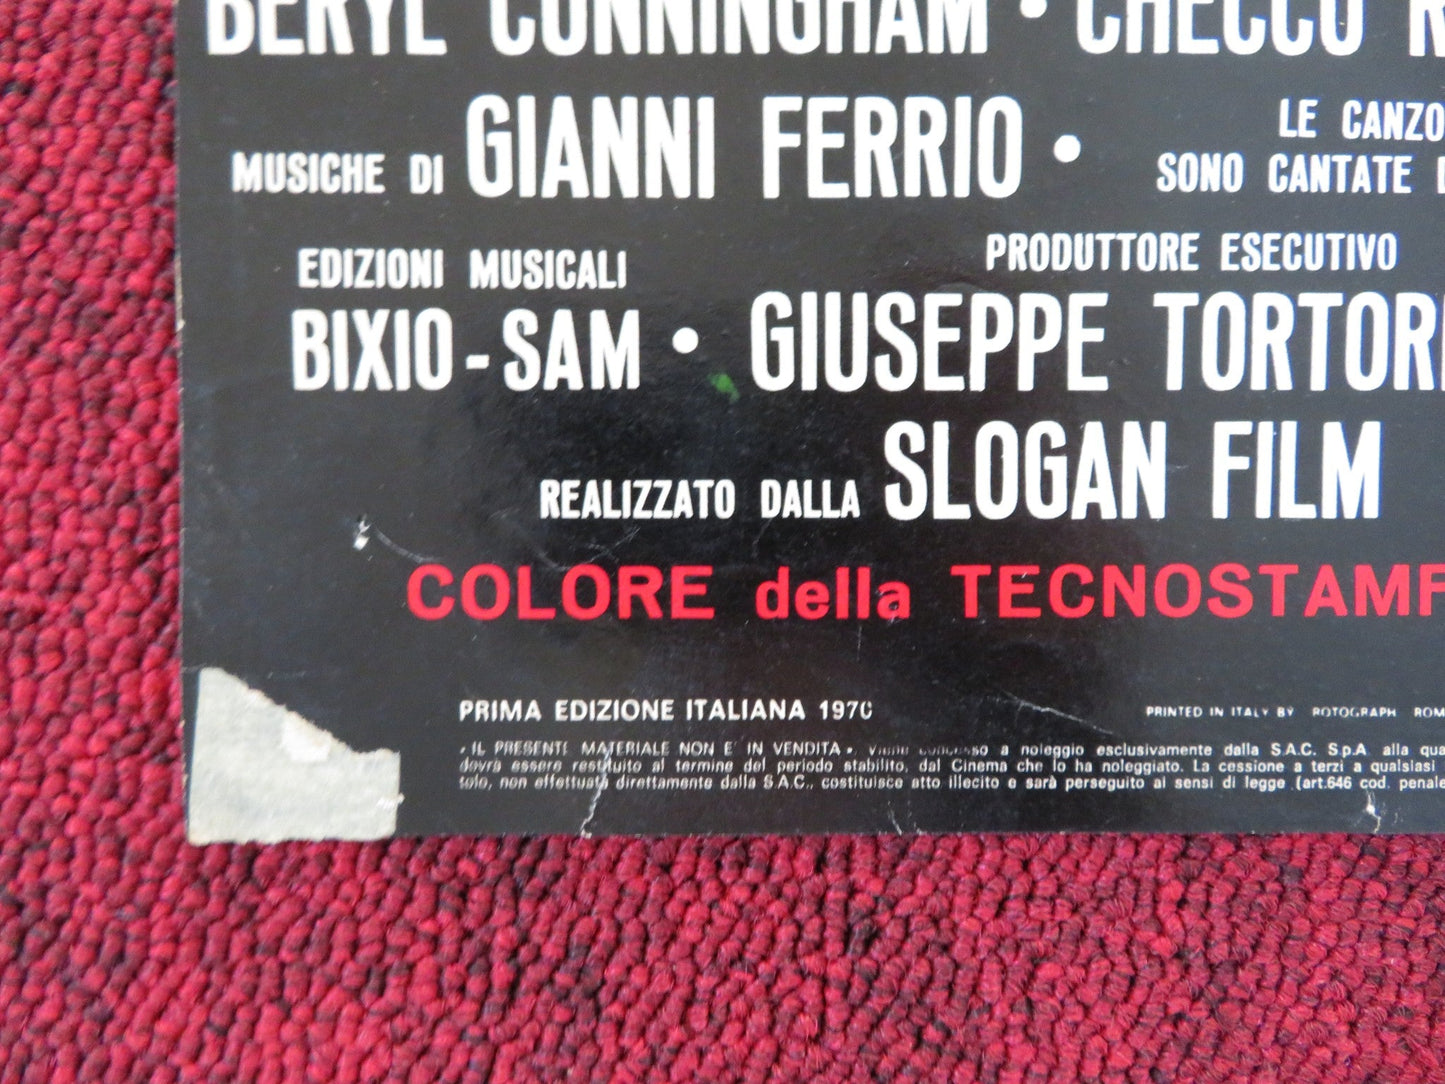 BERYL CUNNINGHAM • CHECCO
MUSICHE DI GIANNI FERRIO •
LE CANZO
SONO CANTATE
EDIZIONI MUSICALI
BIXIO-SAM •
PRODUTTORE ESECUTIVO
GIUSEPPE TORTOR
REALIZZATO DALLA SLOGAN FILM
COLORE della TECNOSTAMP
PRIMA EDIZIONE ITALIANA 1970
PRINTED IN ITALY BY ROTOGRAPH ROM
«IL PRESENTE MATERIALE NON E' IN VENDITA», viene concesso a noleggio esclusivamente dalla S.A.C. S.p.A. alla qua
dovrà essere restituito al termine del periodo stabilito, dal Cinema che lo ha noleggiato. La cessione a terzi a qualsiasi
tolo, non effettuata direttamente dalla S.A.C., costituisce atto illecito e sarà perseguito ai sensi di legge (art.646 cod. penale